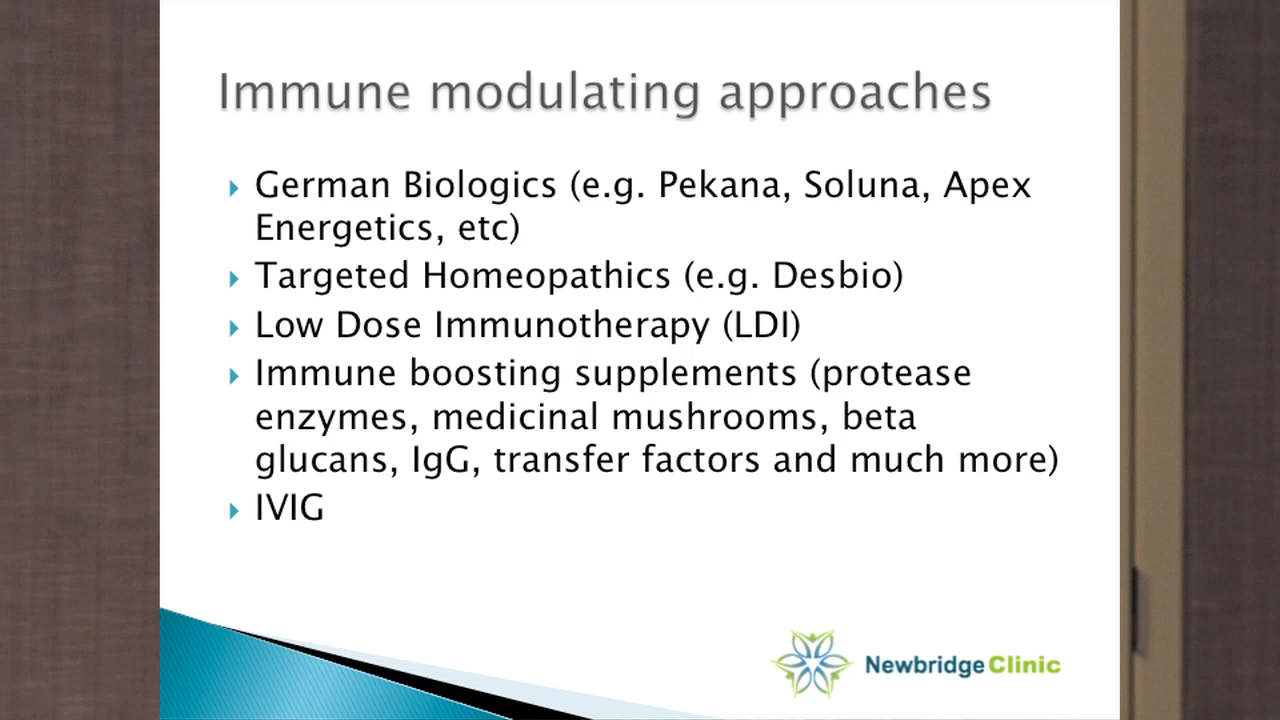 Immune modulating approaches
German Biologics (e.g. Pekana, Soluna, Apex
Energetics, etc)
Targeted Homeopathics (e.g. Desbio)
Low Dose Immunotherapy (LDI)
Immune boosting supplements (protease
enzymes, medicinal mushrooms, beta
glucans, IgG, transfer factors and much more)
IVIG
Newbridge Clinic